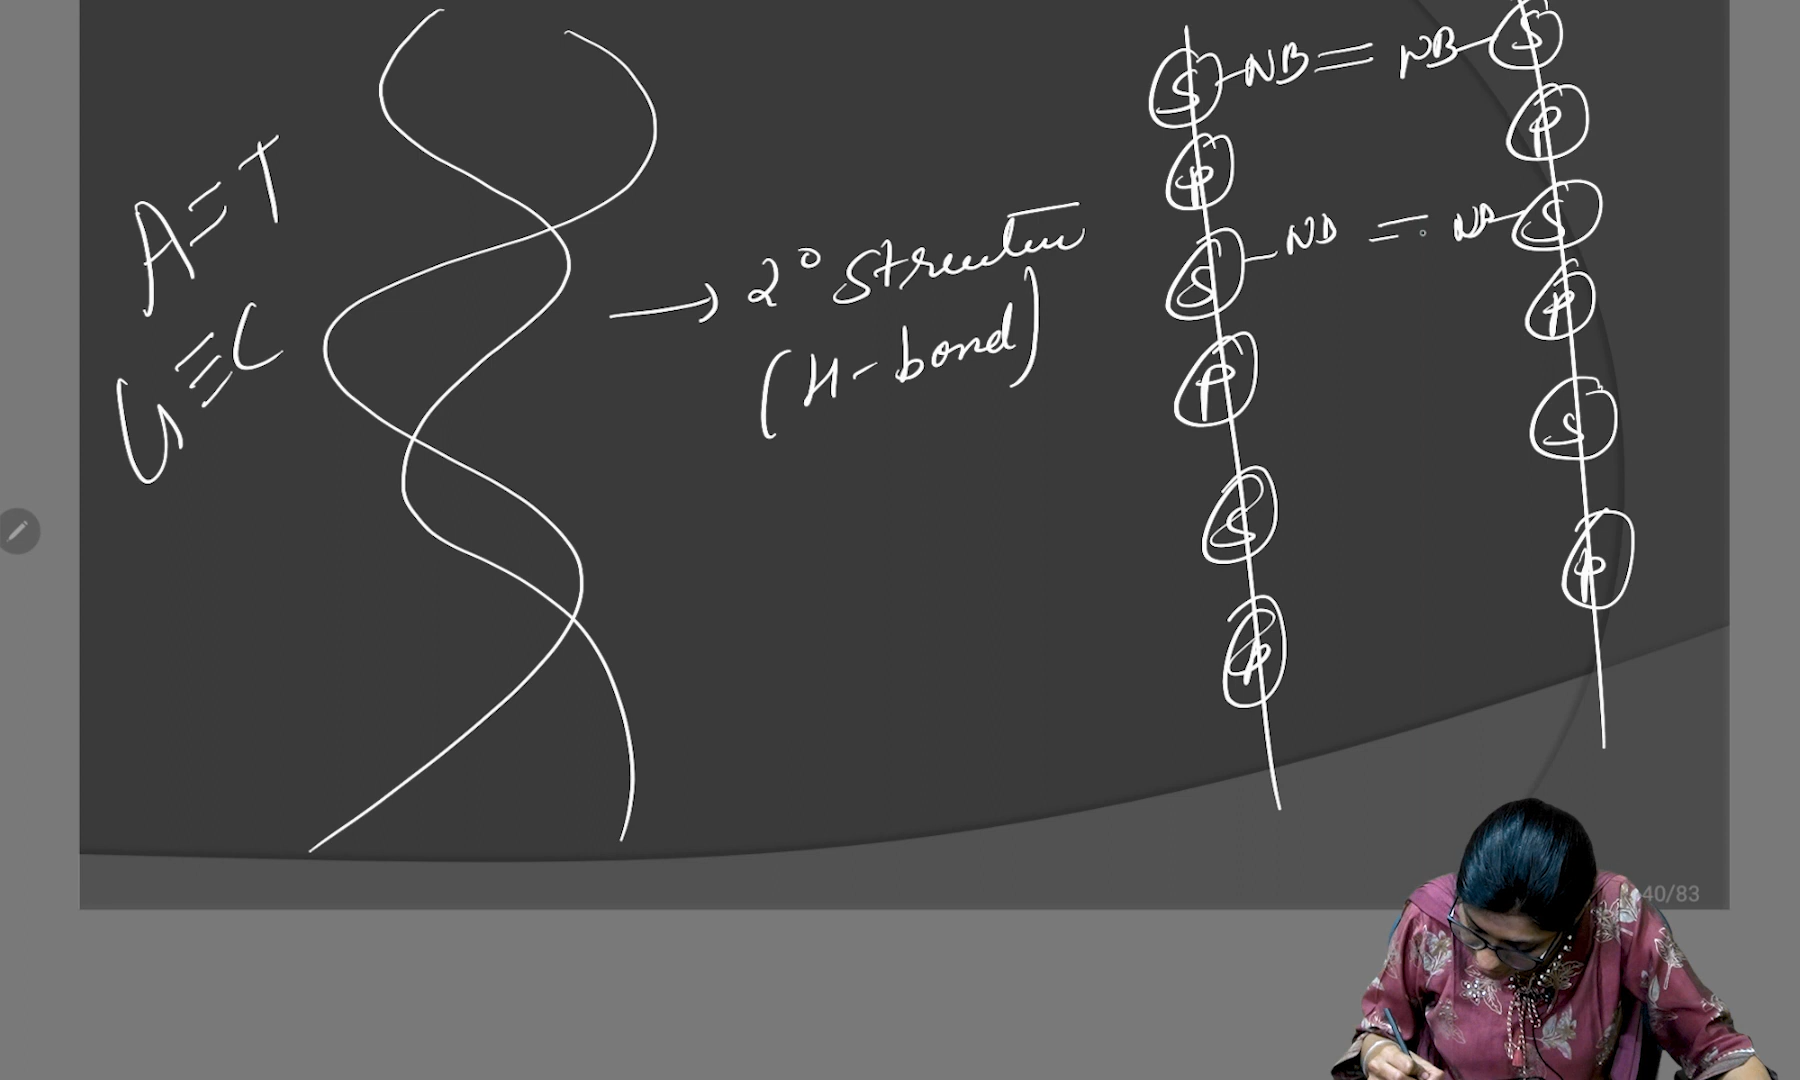 A=T
G≡C
→ 2° Structure
(H-bond)
S-NB = NB-S
P P
S-NB = NB-S
P P
S S
P P
40/83